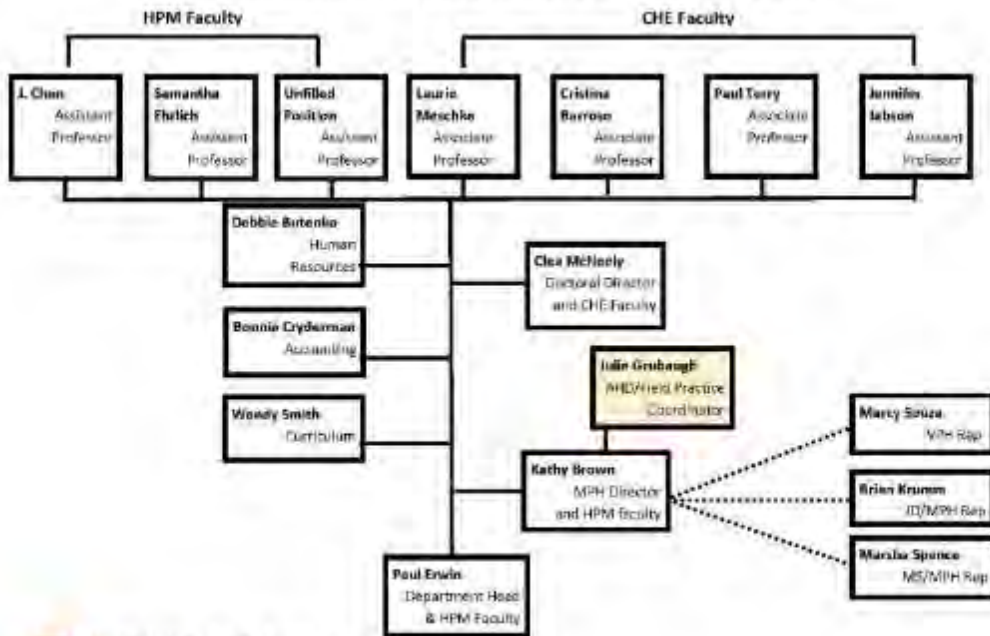 HPM Faculty
CHE Faculty
J. Chen
Assistant
Professor
Samantha
Ehrlich
Assistant
Professor
Unfilled
Position
Assistant
Professor
Laurie
Meschke
Associate
Professor
Cristina
Barroso
Associate
Professor
Paul Terry
Associate
Professor
Jennifer
Jabson
Assistant
Professor
Debbie Butenko
Human
Resources
Clea McNeely
Doctoral Director
and CHE Faculty
Bonnie Cryderman
Accounting
Julie Grubaugh
Field Practice
Coordinator
Wendy Smith
Curriculum
Marcy Souza
Rep
Kathy Brown
MPH Director
and HPM faculty
Brian Krumm
JD/MPH Rep
Marsha Spence
MS/MPH Rep
Paul Erwin
Department Head
& HPM Faculty